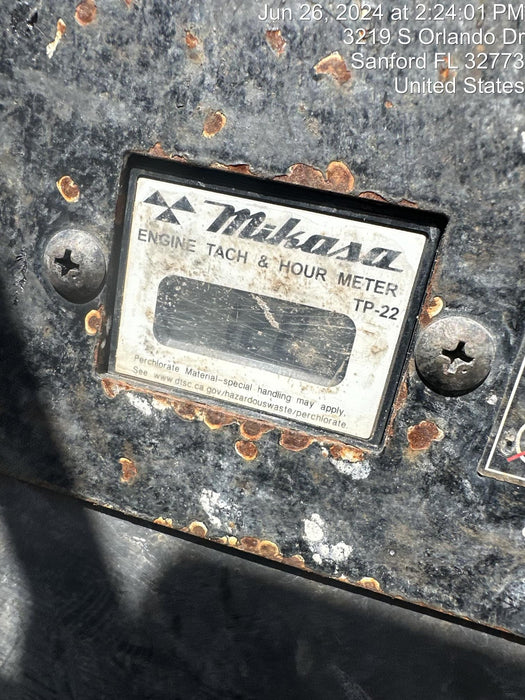 Jun 26, 2024 at 2:24:01 PM
3219 S Orlando Dr
Sanford FL 32773
United States
Mikasa
ENGINE TACH & HOUR METER
TP-22
Perchlorate Material-special handling may apply.
See www.dtsc.ca.gov/hazardouswaste/perchlorate.